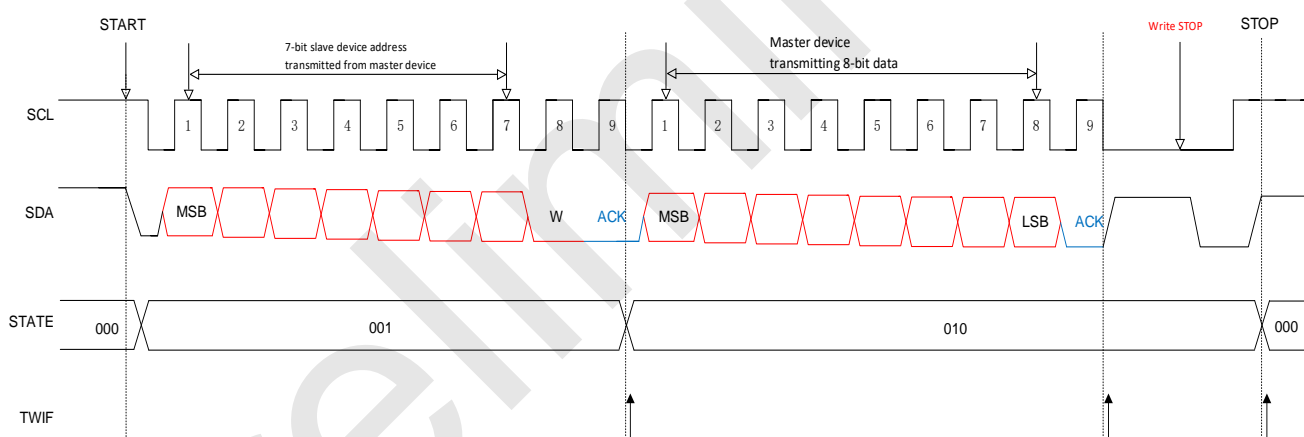 START
STOP
7-bit slave device address
transmitted from master device
Master device
transmitting 8-bit data
Write STOP
SCL
1 2 3 4 5 6 7 8 9 1 2 3 4 5 6 7 8 9
SDA
MSB W ACK MSB LSB ACK
STATE
000 001 010 000
TWIF